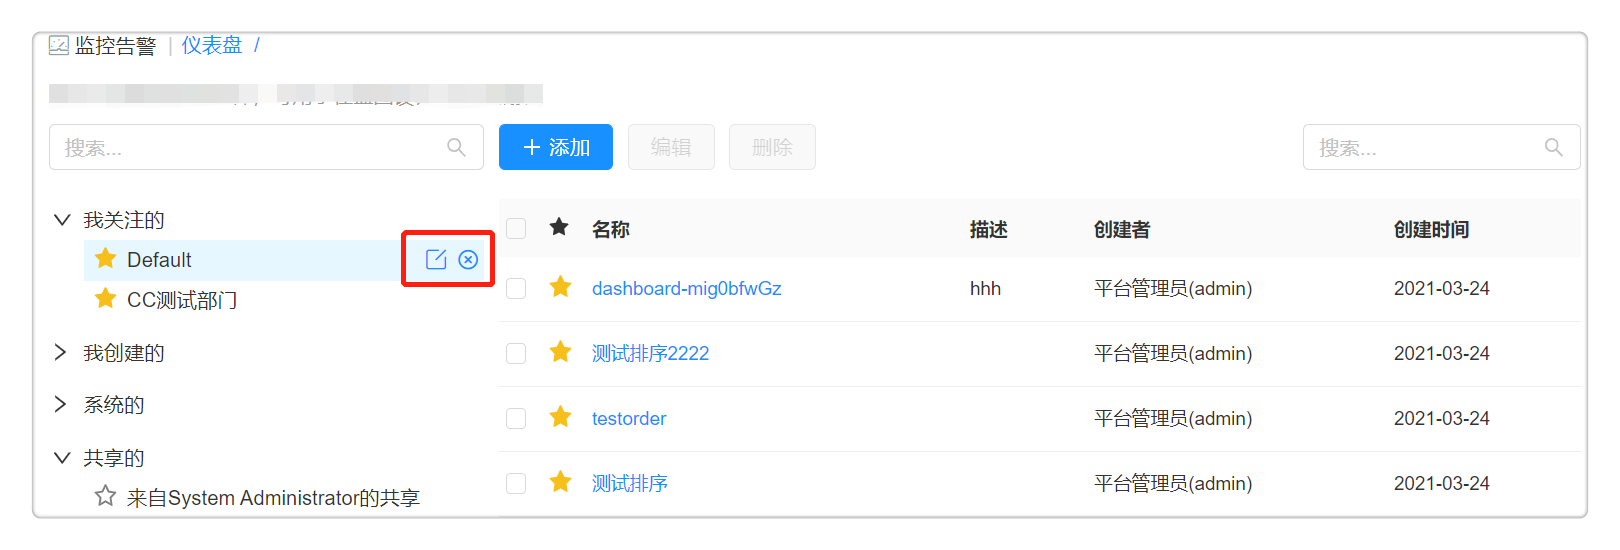 监控告警 | 仪表盘 /
搜索...
+ 添加 编辑 删除
搜索...
我关注的
Default
CC测试部门
我创建的
系统的
共享的
来自System Administrator的共享
名称 描述 创建者 创建时间
dashboard-mig0bfwGz hhh 平台管理员(admin) 2021-03-24
测试排序2222 平台管理员(admin) 2021-03-24
testorder 平台管理员(admin) 2021-03-24
测试排序 平台管理员(admin) 2021-03-24